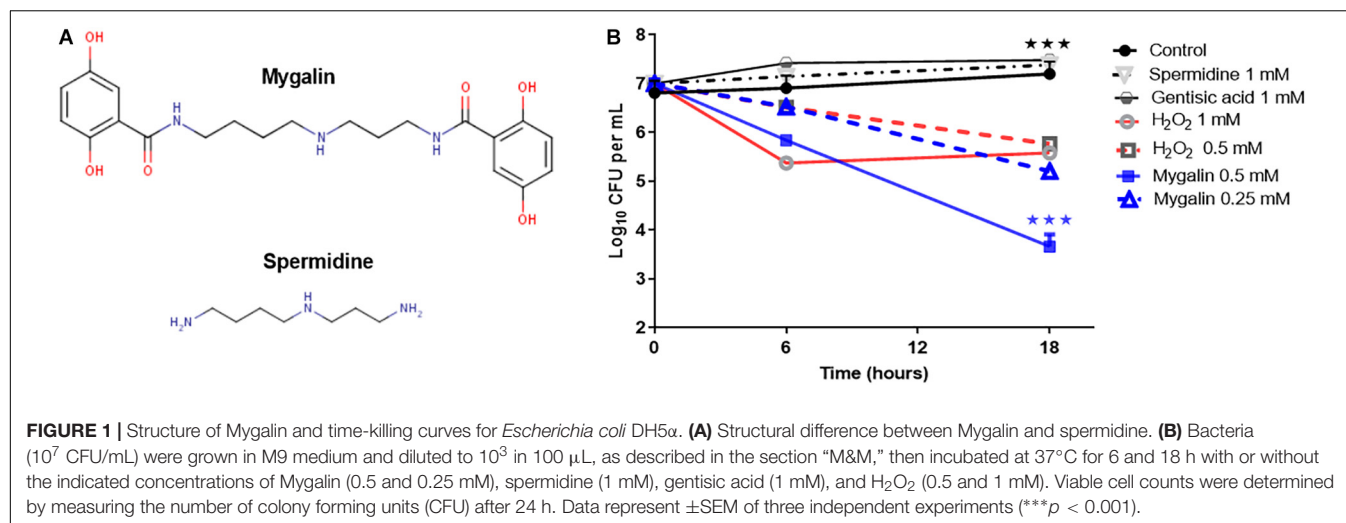 A
OH
OH
O
H
N
N
H
N
H
O
OH
OH
Mygalin
Spermidine
H₂N
H
N
NH₂
B
Log₁₀ CFU per mL
8
7
6
5
4
3
2
0
6
12
18
Time (hours)
★★★
★★★
Control
Spermidine 1 mM
Gentisic acid 1 mM
H₂O₂ 1 mM
H₂O₂ 0.5 mM
Mygalin 0.5 mM
Mygalin 0.25 mM
FIGURE 1 | Structure of Mygalin and time-killing curves for Escherichia coli DH5α. (A) Structural difference between Mygalin and spermidine. (B) Bacteria
(10⁷ CFU/mL) were grown in M9 medium and diluted to 10³ in 100 μL, as described in the section “M&M,” then incubated at 37°C for 6 and 18 h with or without
the indicated concentrations of Mygalin (0.5 and 0.25 mM), spermidine (1 mM), gentisic acid (1 mM), and H₂O₂ (0.5 and 1 mM). Viable cell counts were determined
by measuring the number of colony forming units (CFU) after 24 h. Data represent ±SEM of three independent experiments (***p < 0.001).